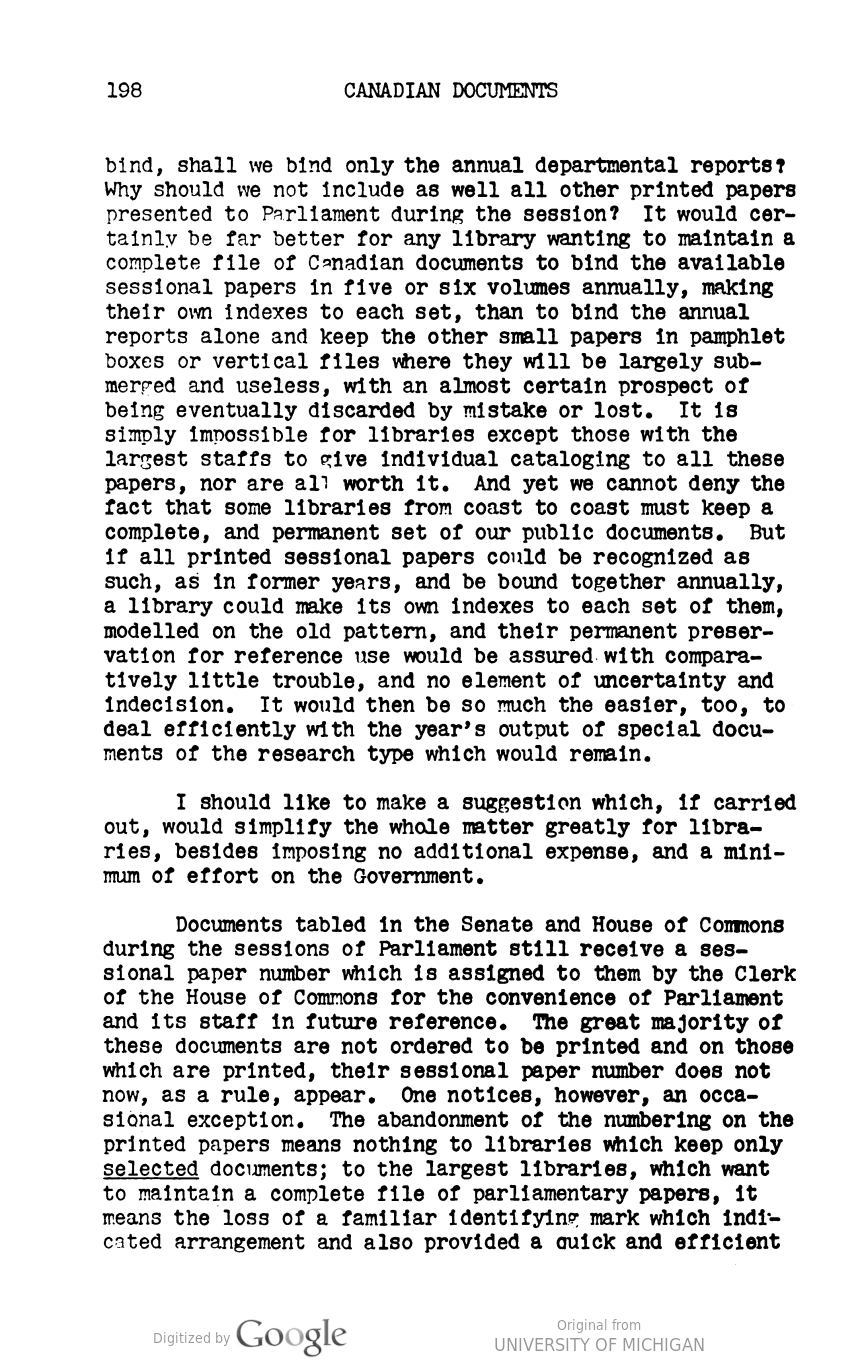 198 CANADIAN DOCUMENTS
bind, shall we bind only the annual departmental reports?
Why should we not include as well all other printed papers
presented to Parliament during the session? It would cer-
tainly be far better for any library wanting to maintain a
complete file of Canadian documents to bind the available
sessional papers in five or six volumes annually, making
their own indexes to each set, than to bind the annual
reports alone and keep the other small papers in pamphlet
boxes or vertical files where they will be largely sub-
merged and useless, with an almost certain prospect of
being eventually discarded by mistake or lost. It is
simply impossible for libraries except those with the
largest staffs to give individual cataloging to all these
papers, nor are all worth it. And yet we cannot deny the
fact that some libraries from coast to coast must keep a
complete, and permanent set of our public documents. But
if all printed sessional papers could be recognized as
such, as in former years, and be bound together annually,
a library could make its own indexes to each set of them,
modelled on the old pattern, and their permanent preser-
vation for reference use would be assured with compara-
tively little trouble, and no element of uncertainty and
indecision. It would then be so much the easier, too, to
deal efficiently with the year's output of special docu-
ments of the research type which would remain.
I should like to make a suggestion which, if carried
out, would simplify the whole matter greatly for libra-
ries, besides imposing no additional expense, and a mini-
mum of effort on the Government.
Documents tabled in the Senate and House of Commons
during the sessions of Parliament still receive a ses-
sional paper number which is assigned to them by the Clerk
of the House of Commons for the convenience of Parliament
and its staff in future reference. The great majority of
these documents are not ordered to be printed and on those
which are printed, their sessional paper number does not
now, as a rule, appear. One notices, however, an occa-
sional exception. The abandonment of the numbering on the
printed papers means nothing to libraries which keep only
selected documents; to the largest libraries, which want
to maintain a complete file of parliamentary papers, it
means the loss of a familiar identifying mark which indi-
cated arrangement and also provided a quick and efficient
Digitized by Google
Original from
UNIVERSITY OF MICHIGAN